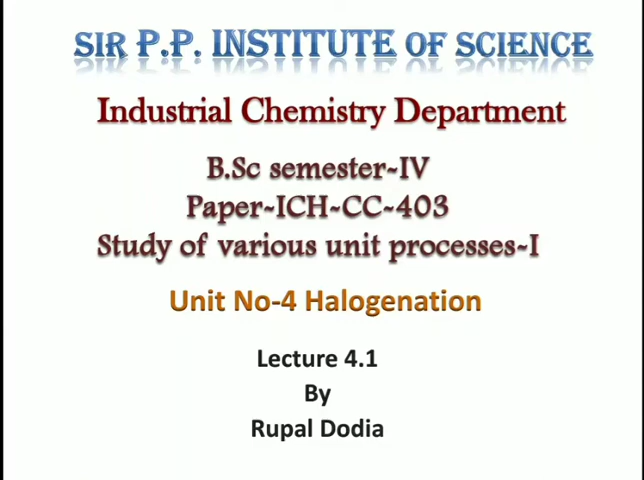 SIR P.P. INSTITUTE OF SCIENCE
Industrial Chemistry Department
B.Sc semester-IV
Paper-ICH-CC-403
Study of various unit processes-I
Unit No-4 Halogenation
Lecture 4.1
By
Rupal Dodia